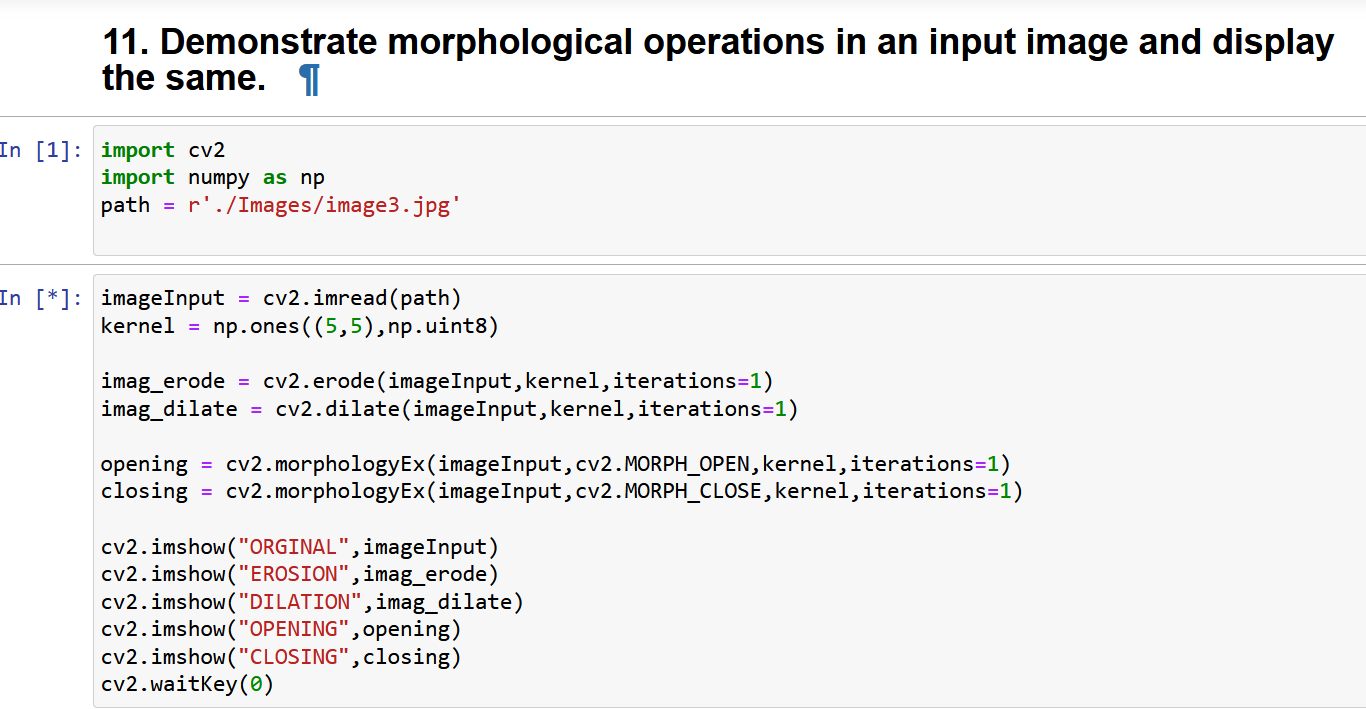 11. Demonstrate morphological operations in an input image and display
the same. ¶
In [1]:
import cv2
import numpy as np
path = r'./Images/image3.jpg'
In [*]:
imageInput = cv2.imread(path)
kernel = np.ones((5,5),np.uint8)
imag_erode = cv2.erode(imageInput,kernel,iterations=1)
imag_dilate = cv2.dilate(imageInput,kernel,iterations=1)
opening = cv2.morphologyEx(imageInput,cv2.MORPH_OPEN,kernel,iterations=1)
closing = cv2.morphologyEx(imageInput,cv2.MORPH_CLOSE,kernel,iterations=1)
cv2.imshow("ORGINAL",imageInput)
cv2.imshow("EROSION",imag_erode)
cv2.imshow("DILATION",imag_dilate)
cv2.imshow("OPENING",opening)
cv2.imshow("CLOSING",closing)
cv2.waitKey(0)